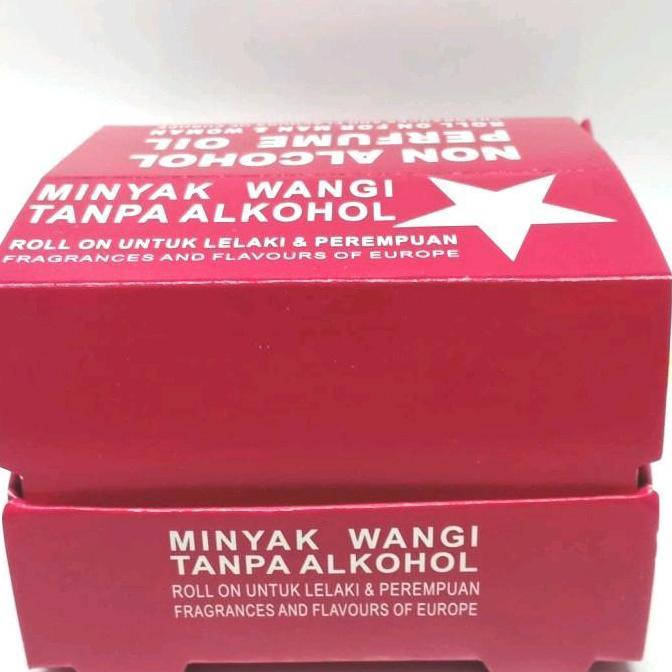 ROLL ON FOR MAN & WOMAN
PERFUME OIL
NON ALCOHOL
MINYAK WANGI
TANPA ALKOHOL
ROLL ON UNTUK LELAKI & PEREMPUAN
FRAGRANCES AND FLAVOURS OF EUROPE
MINYAK WANGI
TANPA ALKOHOL
ROLL ON UNTUK LELAKI & PEREMPUAN
FRAGRANCES AND FLAVOURS OF EUROPE